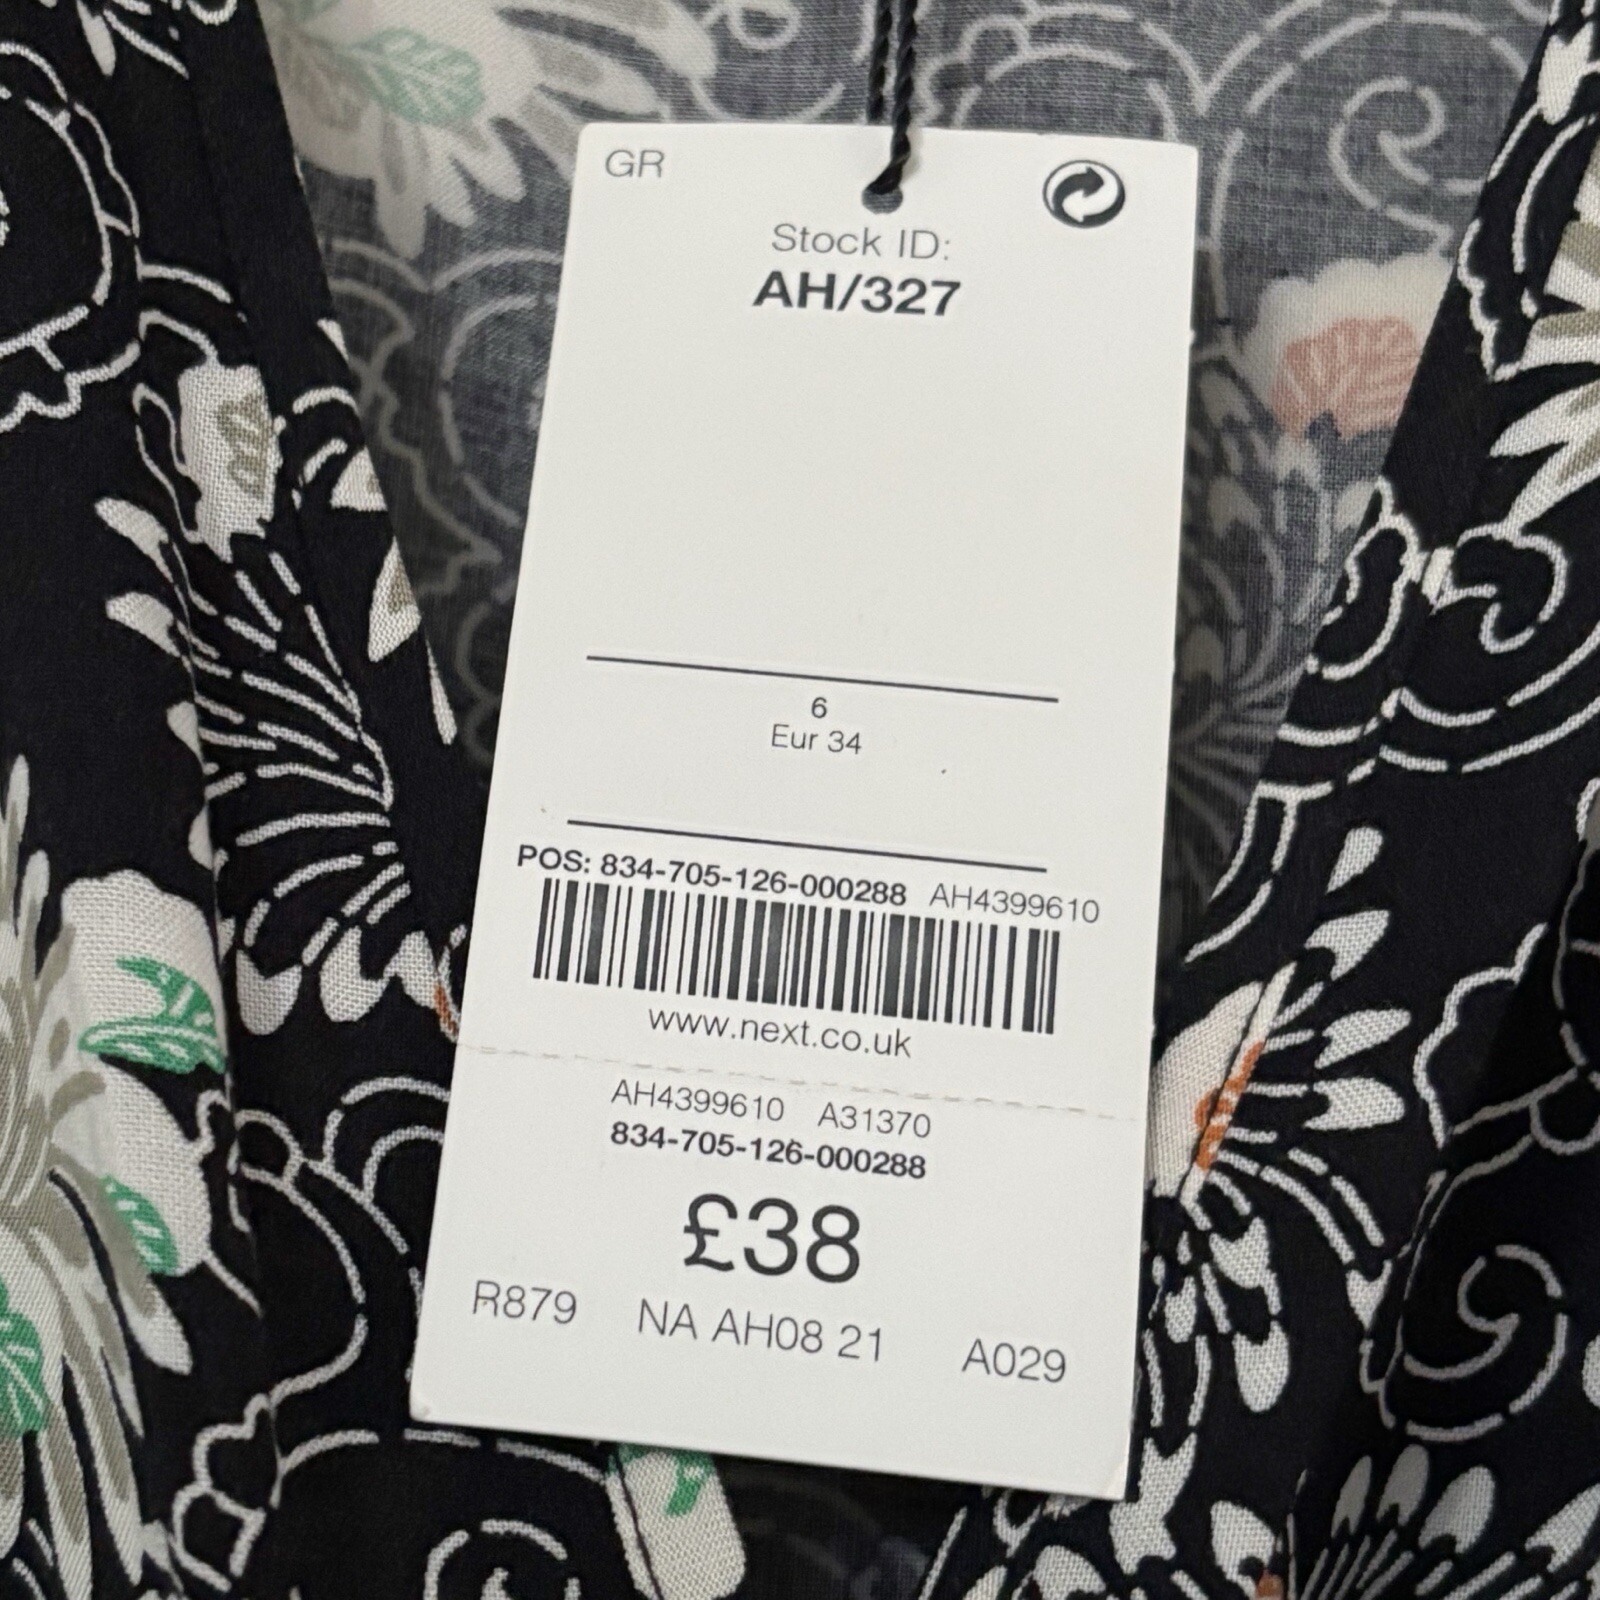 GR
Stock ID:
AH/327
6
Eur 34
POS: 834-705-126-000288 AH4399610
www.next.co.uk
AH4399610 A31370
834-705-126-000288
£38
R879 NA AH08 21 A029